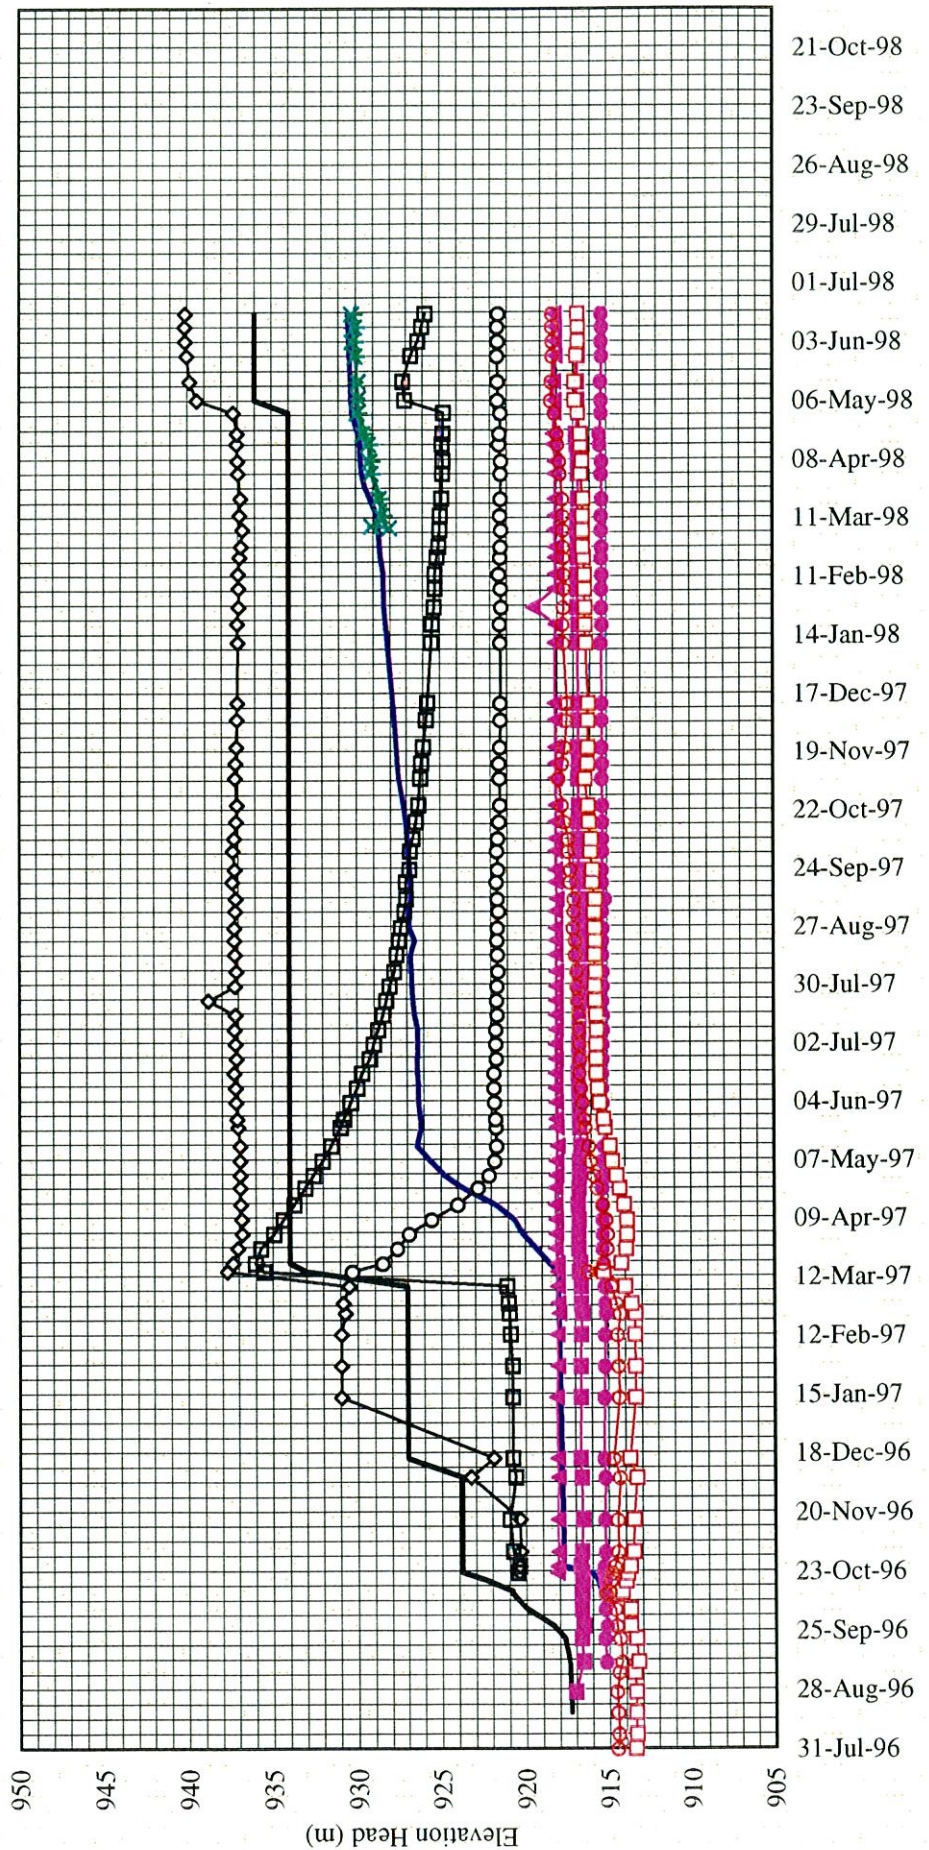 21-Oct-98
23-Sep-98
26-Aug-98
29-Jul-98
01-Jul-98
03-Jun-98
06-May-98
08-Apr-98
11-Mar-98
11-Feb-98
14-Jan-98
17-Dec-97
19-Nov-97
22-Oct-97
24-Sep-97
27-Aug-97
30-Jul-97
02-Jul-97
04-Jun-97
07-May-97
09-Apr-97
12-Mar-97
12-Feb-97
15-Jan-97
18-Dec-96
20-Nov-96
23-Oct-96
25-Sep-96
28-Aug-96
31-Jul-96
950
940
935
930
925
920
915
910
905
Elevation Head (m)